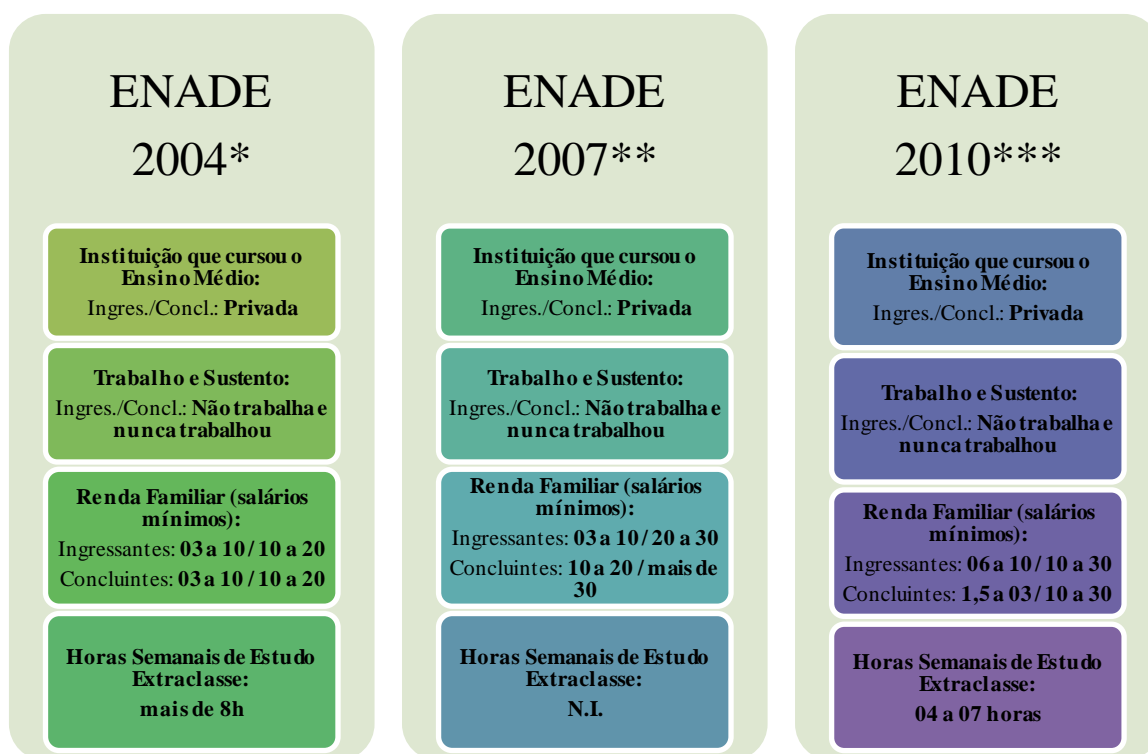 ENADE
2004*
Instituição que cursou o
Ensino Médio:
Ingres./Concl.: Privada
Trabalho e Sustento:
Ingres./Concl.: Não trabalha e
nunca trabalhou
Renda Familiar (salários
mínimos):
Ingressantes: 03 a 10 / 10 a 20
Concluintes: 03 a 10 / 10 a 20
Horas Semanais de Estudo
Extraclasse:
mais de 8h
ENADE
2007**
Instituição que cursou o
Ensino Médio:
Ingres./Concl.: Privada
Trabalho e Sustento:
Ingres./Concl.: Não trabalha e
nunca trabalhou
Renda Familiar (salários
mínimos):
Ingressantes: 03 a 10 / 20 a 30
Concluintes: 10 a 20 / mais de
30
Horas Semanais de Estudo
Extraclasse:
N.I.
ENADE
2010***
Instituição que cursou o
Ensino Médio:
Ingres./Concl.: Privada
Trabalho e Sustento:
Ingres./Concl.: Não trabalha e
nunca trabalhou
Renda Familiar (salários
mínimos):
Ingressantes: 06 a 10 / 10 a 30
Concluintes: 1,5 a 03 / 10 a 30
Horas Semanais de Estudo
Extraclasse:
04 a 07 horas